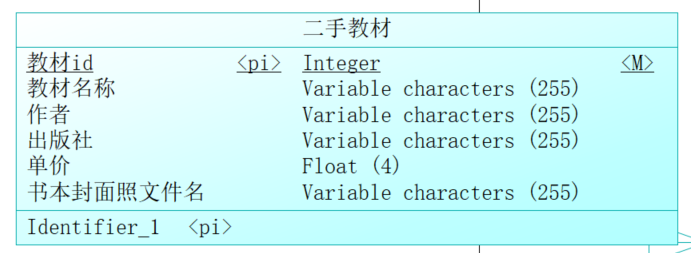 二手教材
教材id <pi> Integer <M>
教材名称 Variable characters (255)
作者 Variable characters (255)
出版社 Variable characters (255)
单价 Float (4)
书本封面照文件名 Variable characters (255)
Identifier_1 <pi>